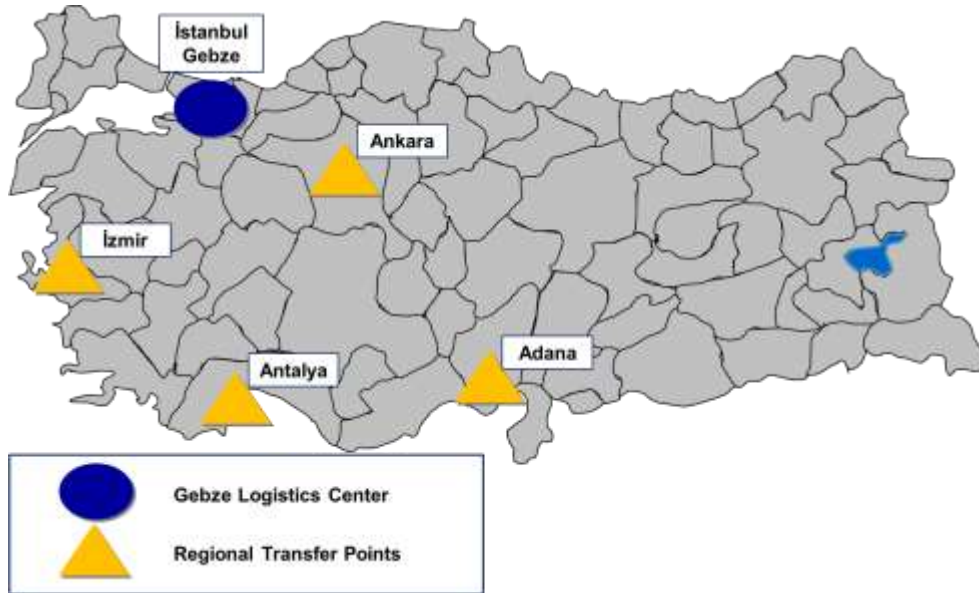 İstanbul
Gebze
Ankara
İzmir
Adana
Antalya
Gebze Logistics Center
Regional Transfer Points